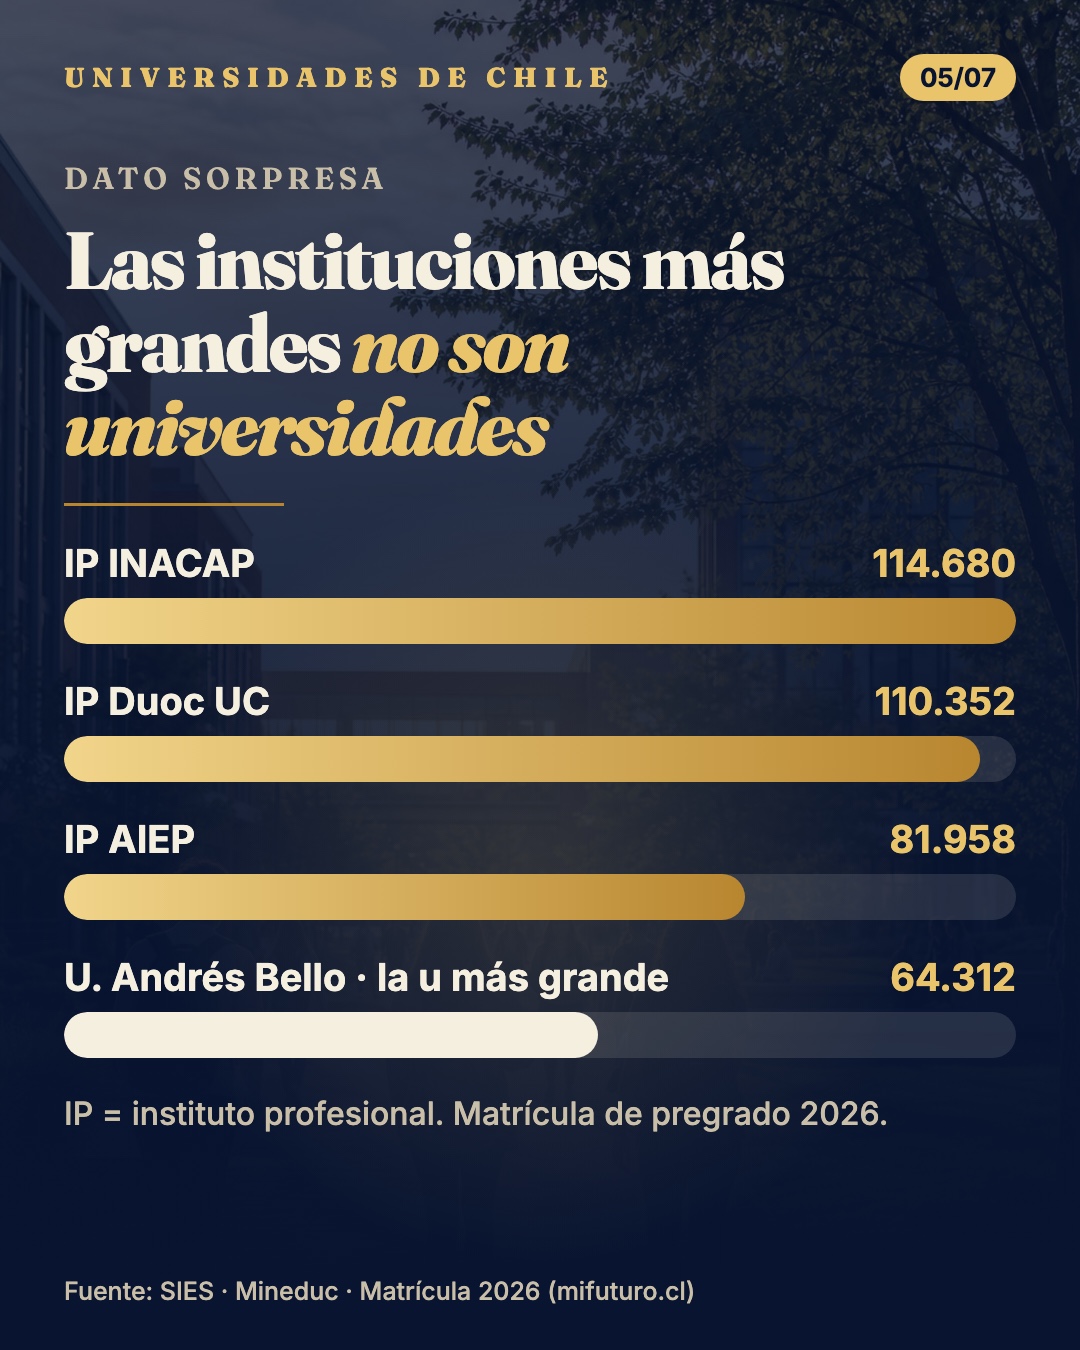 UNIVERSIDADES DE CHILE
05/07
DATO SORPRESA
Las instituciones más
grandes no son
universidades
IP INACAP 114.680
IP Duoc UC 110.352
IP AIEP 81.958
U. Andrés Bello · la u más grande 64.312
IP = instituto profesional. Matrícula de pregrado 2026.
Fuente: SIES · Mineduc · Matrícula 2026 (mifuturo.cl)